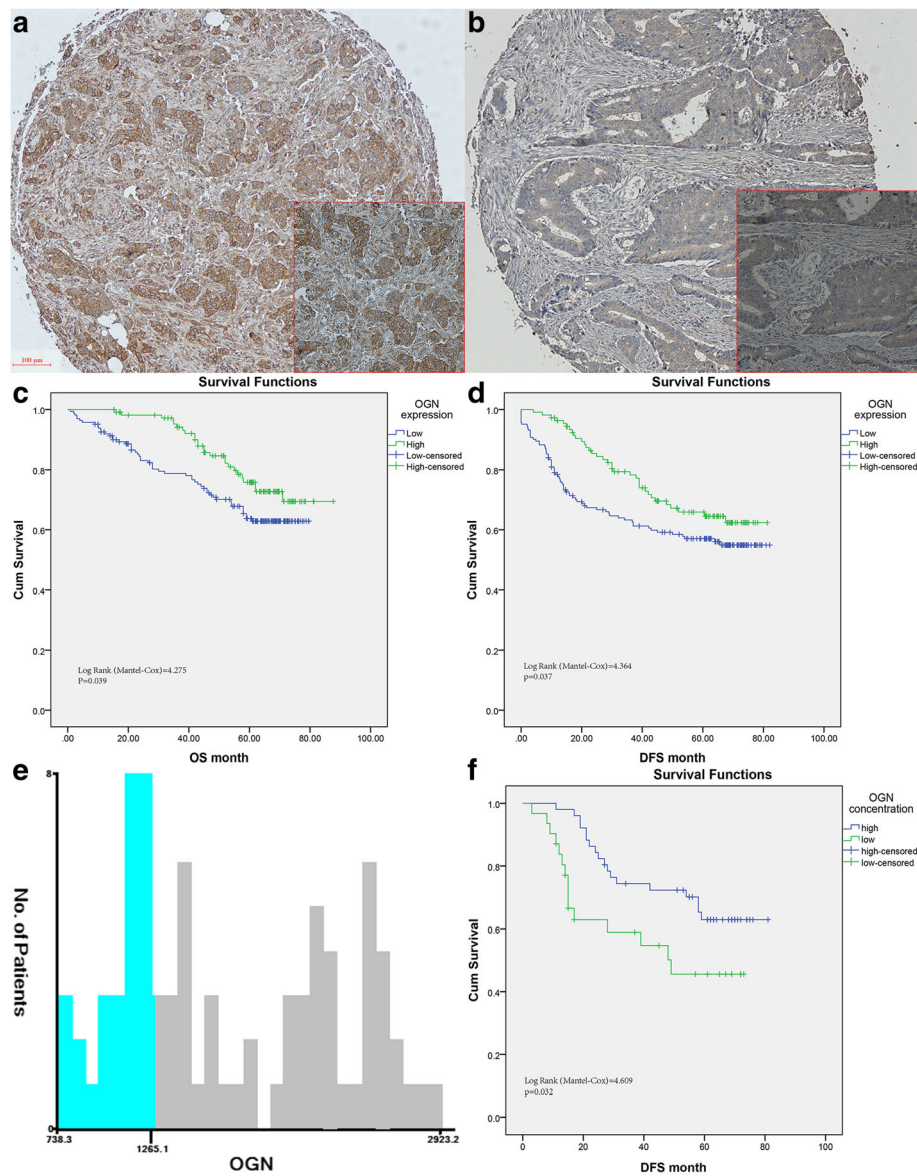 a
b
100 μm
c
Survival Functions
Cum Survival
1.0
0.8
0.6
0.4
0.2
0.0
.00
20.00
40.00
60.00
80.00
100.00
OS month
Log Rank (Mantel-Cox)=4.275
P=0.039
OGN
expression
Low
High
Low-censored
High-censored
d
Survival Functions
Cum Survival
1.0
0.8
0.6
0.4
0.2
0.0
.00
20.00
40.00
60.00
80.00
100.00
DFS month
Log Rank (Mantel-Cox)=4.364
p=0.037
OGN
expression
Low
High
Low-censored
High-censored
e
No. of Patients
8
0
738.3
1265.1
2923.2
OGN
f
Survival Functions
Cum Survival
1.0
0.8
0.6
0.4
0.2
0.0
0
20
40
60
80
100
DFS month
Log Rank (Mantel-Cox)=4.609
p=0.032
OGN
concentration
high
low
high-censored
low-censored